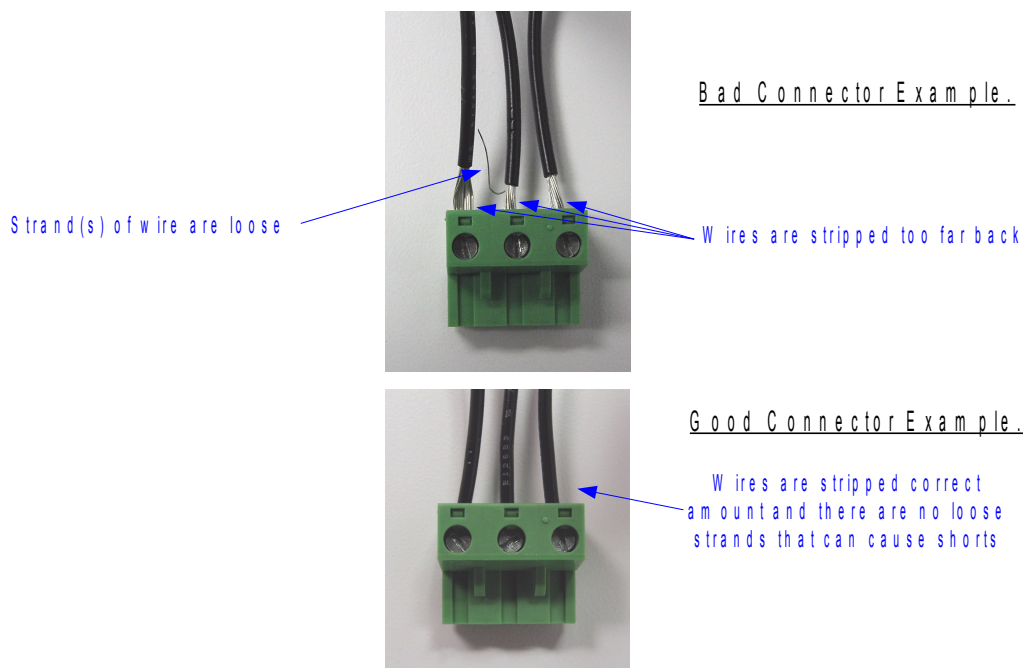 Bad Connector Example.
Strand(s) of wire are loose
Wires are stripped too far back
Good Connector Example.
Wires are stripped correct
amount and there are no loose
strands that can cause shorts